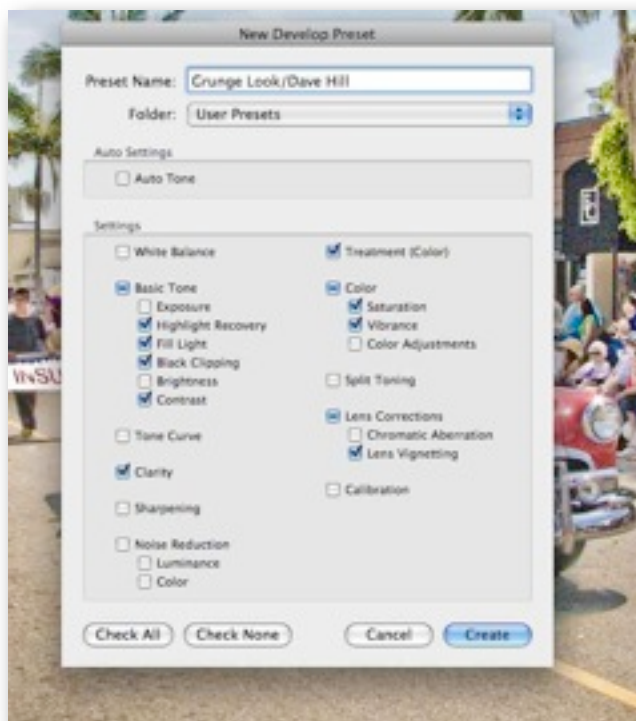 New Develop Preset
Preset Name: Grunge Look/Dave Hill
Folder: User Presets
Auto Settings
Auto Tone
Settings
White Balance
Basic Tone
Exposure
Highlight Recovery
Fill Light
Black Clipping
Brightness
Contrast
Tone Curve
Clarity
Sharpening
Noise Reduction
Luminance
Color
Treatment (Color)
Color
Saturation
Vibrance
Color Adjustments
Split Toning
Lens Corrections
Chromatic Aberration
Lens Vignetting
Calibration
Check All
Check None
Cancel
Create
INSU